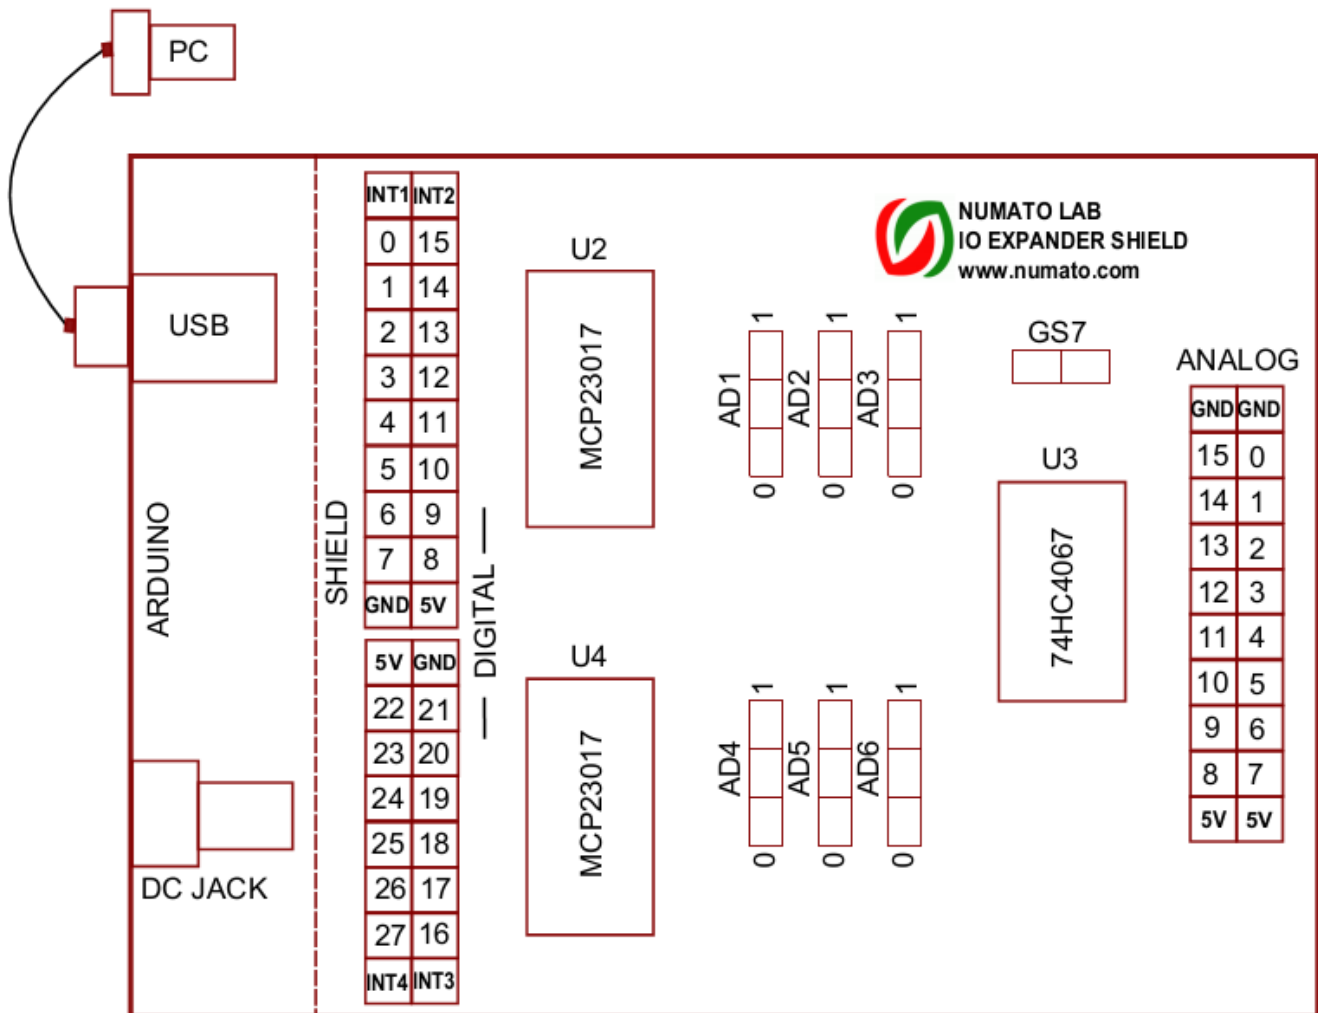 PC
NUMATO LAB
IO EXPANDER SHIELD
www.numato.com
USB
ARDUINO
DC JACK
SHIELD
INT1 INT2
0 15
1 14
2 13
3 12
4 11
5 10
6 9
7 8
GND 5V
5V GND
22 21
23 20
24 19
25 18
26 17
27 16
INT4 INT3
DIGITAL
U2
MCP23017
U4
MCP23017
1 1 1
AD1 AD2 AD3
0 0 0
1 1 1
AD4 AD5 AD6
0 0 0
GS7
U3
74HC4067
ANALOG
GND GND
15 0
14 1
13 2
12 3
11 4
10 5
9 6
8 7
5V 5V